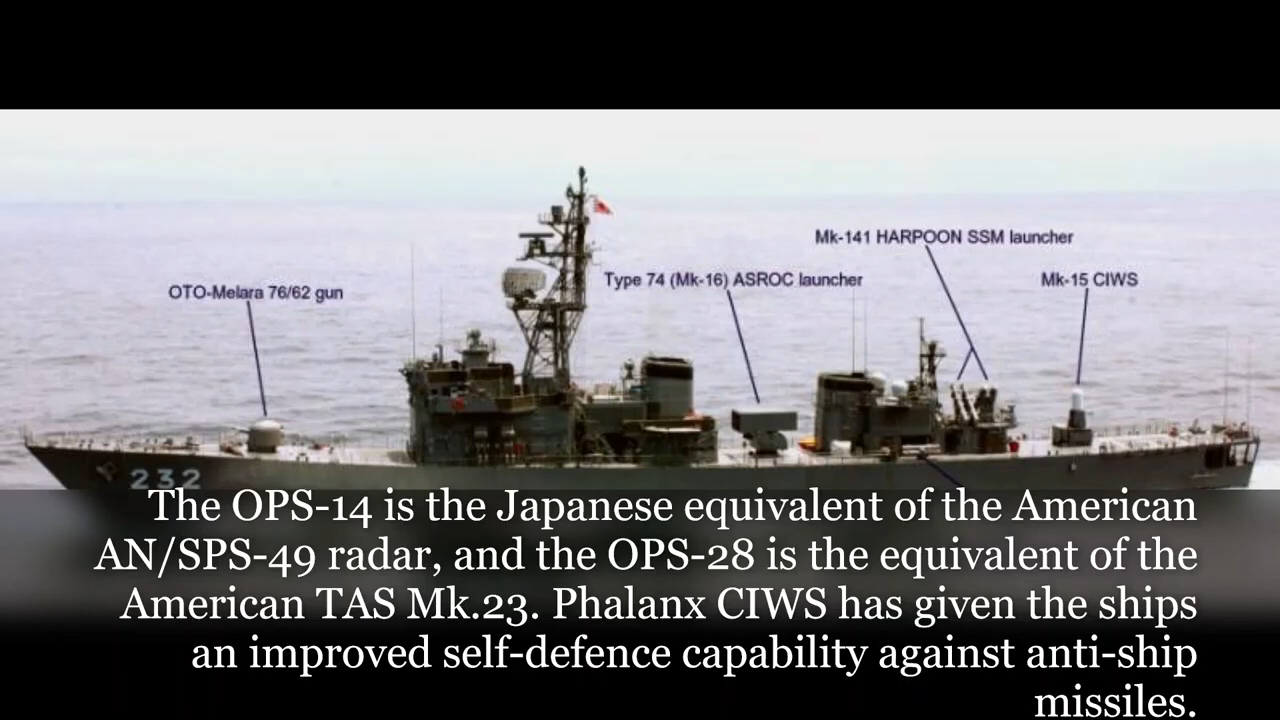 Mk-141 HARPOON SSM launcher
Type 74 (Mk-16) ASROC launcher
Mk-15 CIWS
OTO-Melara 76/62 gun
232
The OPS-14 is the Japanese equivalent of the American
AN/SPS-49 radar, and the OPS-28 is the equivalent of the
American TAS Mk.23. Phalanx CIWS has given the ships
an improved self-defence capability against anti-ship
missiles.